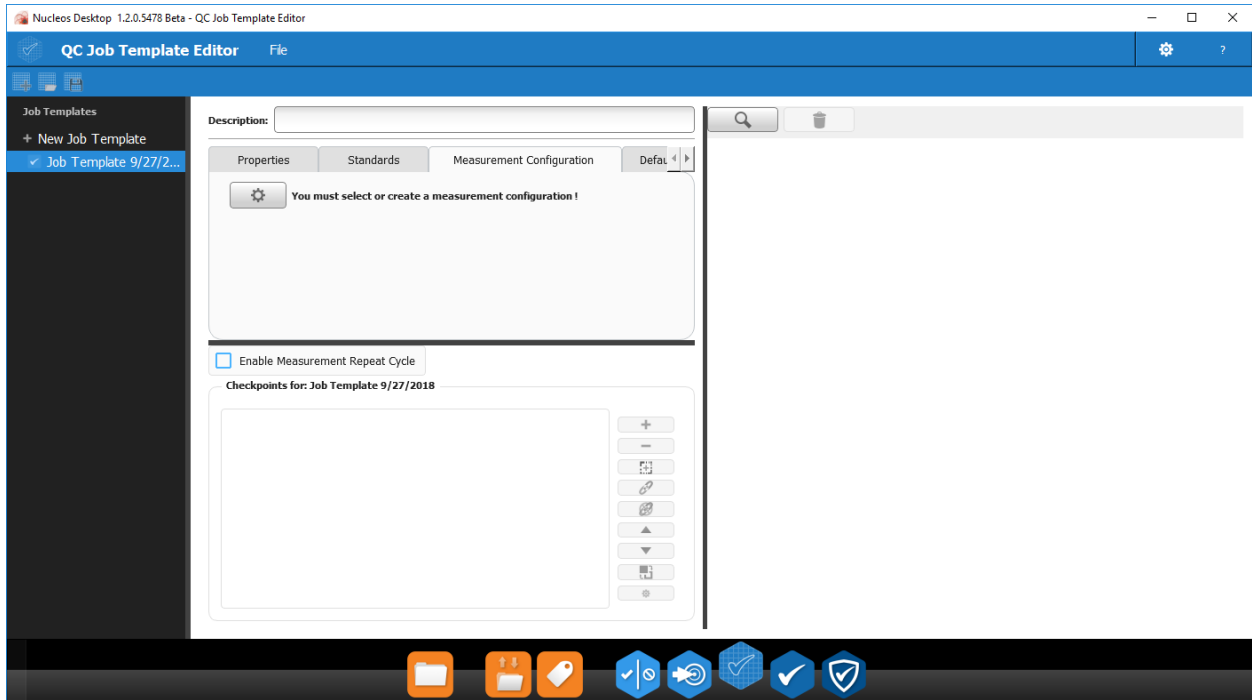 Nucleos Desktop 1.2.0.5478 Beta - QC Job Template Editor
QC Job Template Editor File ?
Job Templates
+ New Job Template
Job Template 9/27/2...
Description:
Properties Standards Measurement Configuration Defau
You must select or create a measurement configuration !
Enable Measurement Repeat Cycle
Checkpoints for: Job Template 9/27/2018